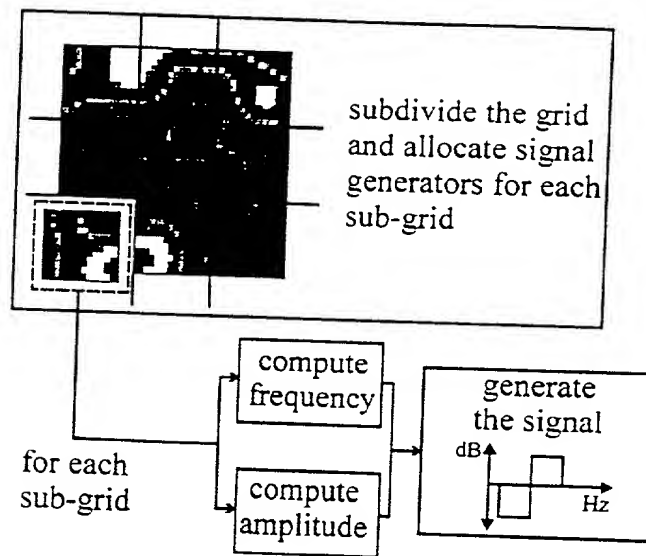 subdivide the grid
and allocate signal
generators for each
sub-grid
for each
sub-grid
compute
frequency
compute
amplitude
generate
the signal
dB
Hz